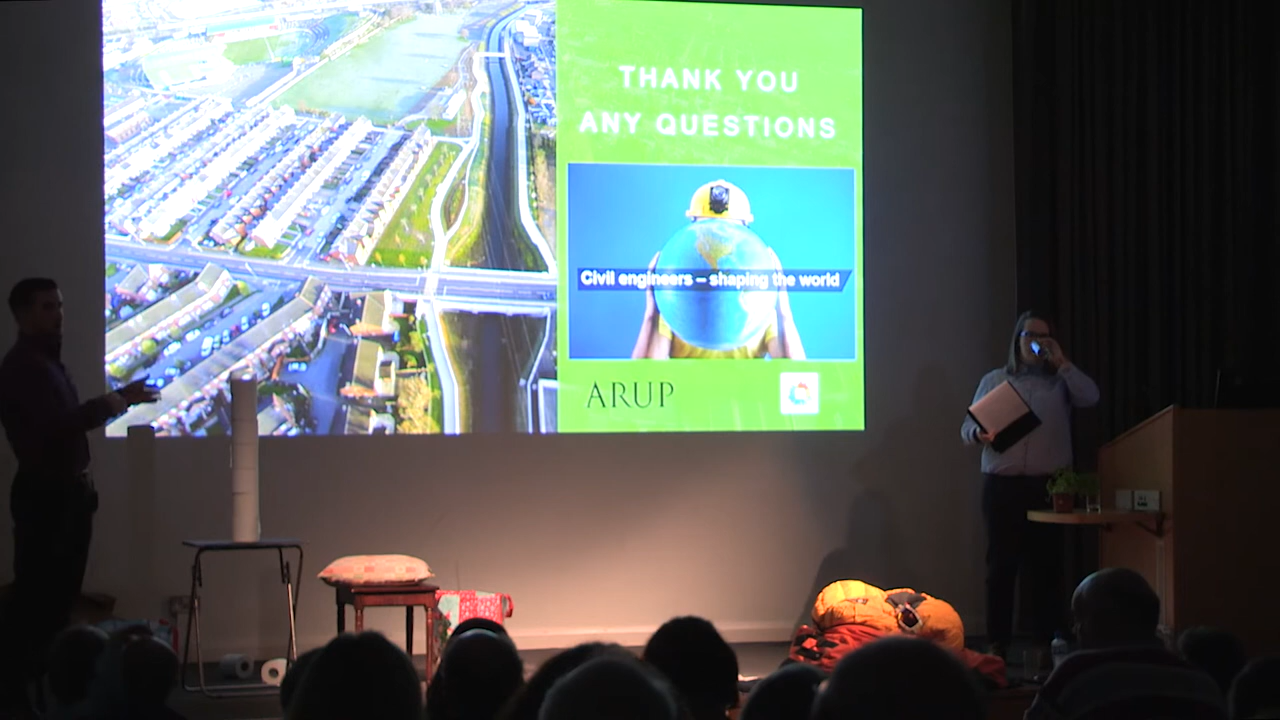 THANK YOU
ANY QUESTIONS
Civil engineers – shaping the world
ARUP